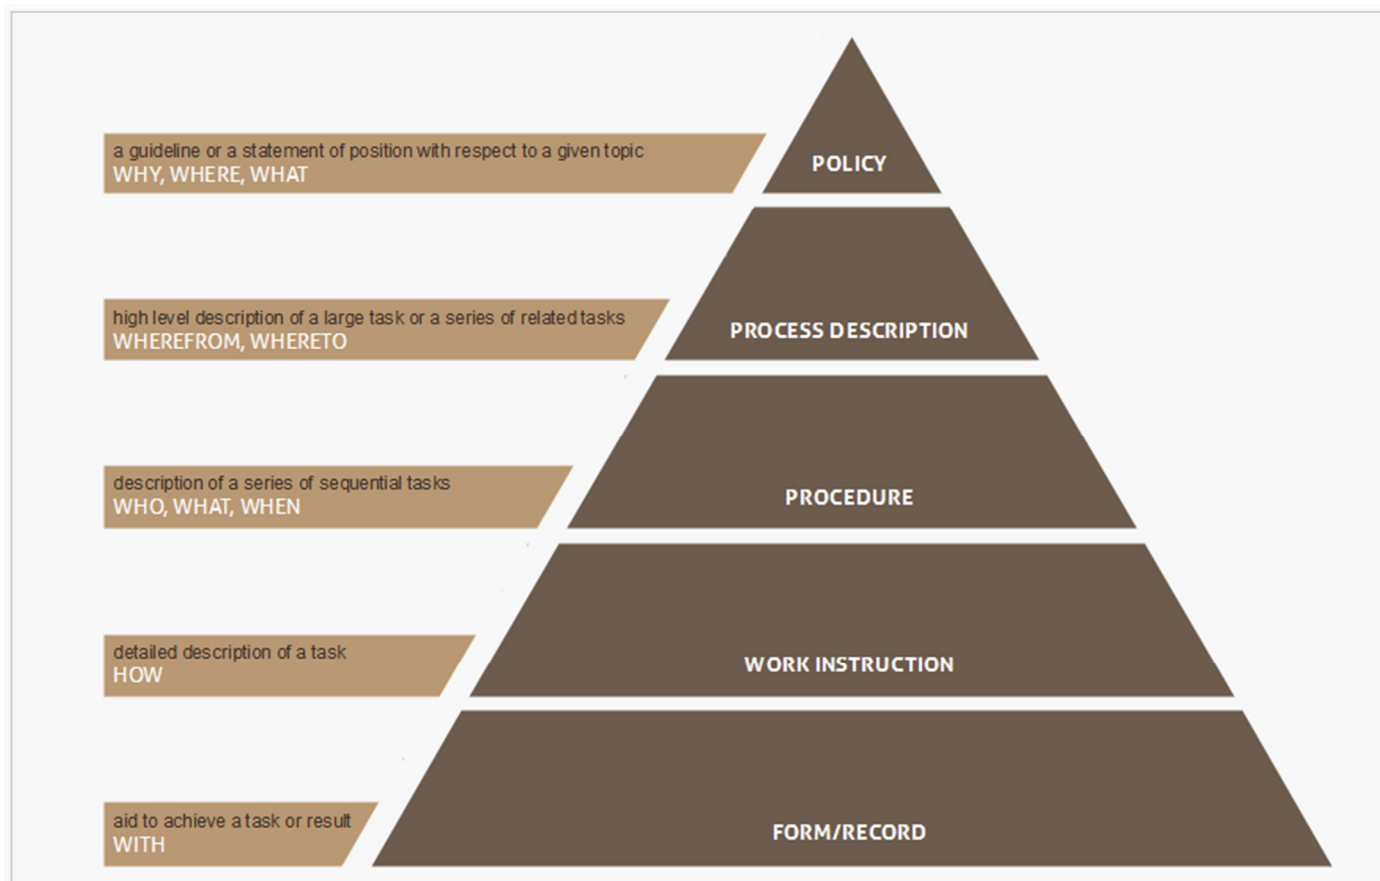 a guideline or a statement of position with respect to a given topic
WHY, WHERE, WHAT
POLICY
high level description of a large task or a series of related tasks
WHEREFROM, WHERETO
PROCESS DESCRIPTION
description of a series of sequential tasks
WHO, WHAT, WHEN
PROCEDURE
detailed description of a task
HOW
WORK INSTRUCTION
aid to achieve a task or result
WITH
FORM/RECORD